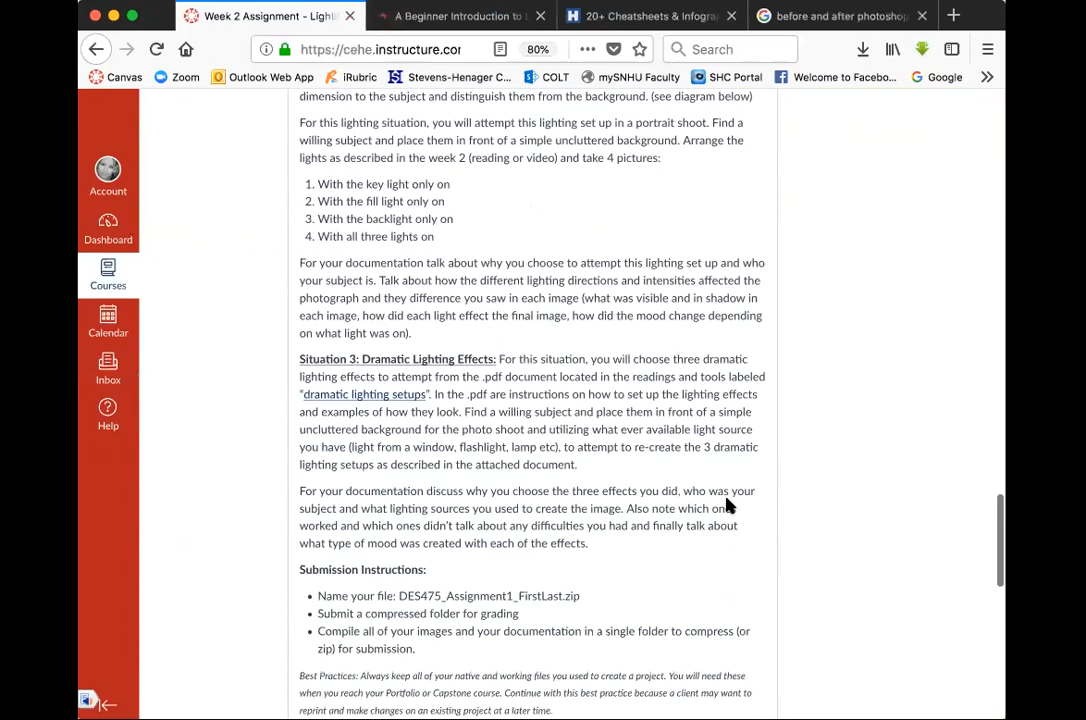 Week 2 Assignment - Lighti
A Beginner Introduction to L
20+ Cheatsheets & Infogra
before and after photoshop
https://cehe.instructure.cor
80%
Search
Canvas
Zoom
Outlook Web App
iRubric
Stevens-Henager C...
COLT
mySNHU Faculty
SHC Portal
Welcome to Facebo...
Google
Account
Dashboard
Courses
Calendar
Inbox
Help
dimension to the subject and distinguish them from the background. (see diagram below)
For this lighting situation, you will attempt this lighting set up in a portrait shoot. Find a
willing subject and place them in front of a simple uncluttered background. Arrange the
lights as described in the week 2 (reading or video) and take 4 pictures:
1. With the key light only on
2. With the fill light only on
3. With the backlight only on
4. With all three lights on
For your documentation talk about why you choose to attempt this lighting set up and who
your subject is. Talk about how the different lighting directions and intensities affected the
photograph and they difference you saw in each image (what was visible and in shadow in
each image, how did each light effect the final image, how did the mood change depending
on what light was on).
Situation 3: Dramatic Lighting Effects: For this situation, you will choose three dramatic
lighting effects to attempt from the .pdf document located in the readings and tools labeled
"dramatic lighting setups". In the .pdf are instructions on how to set up the lighting effects
and examples of how they look. Find a willing subject and place them in front of a simple
uncluttered background for the photo shoot and utilizing what ever available light source
you have (light from a window, flashlight, lamp etc), to attempt to re-create the 3 dramatic
lighting setups as described in the attached document.
For your documentation discuss why you choose the three effects you did, who was your
subject and what lighting sources you used to create the image. Also note which ones
worked and which ones didn't talk about any difficulties you had and finally talk about
what type of mood was created with each of the effects.
Submission Instructions:
• Name your file: DES475_Assignment1_FirstLast.zip
• Submit a compressed folder for grading
• Compile all of your images and your documentation in a single folder to compress (or
zip) for submission.
Best Practices: Always keep all of your native and working files you used to create a project. You will need these
when you reach your Portfolio or Capstone course. Continue with this best practice because a client may want to
reprint and make changes on an existing project at a later time.